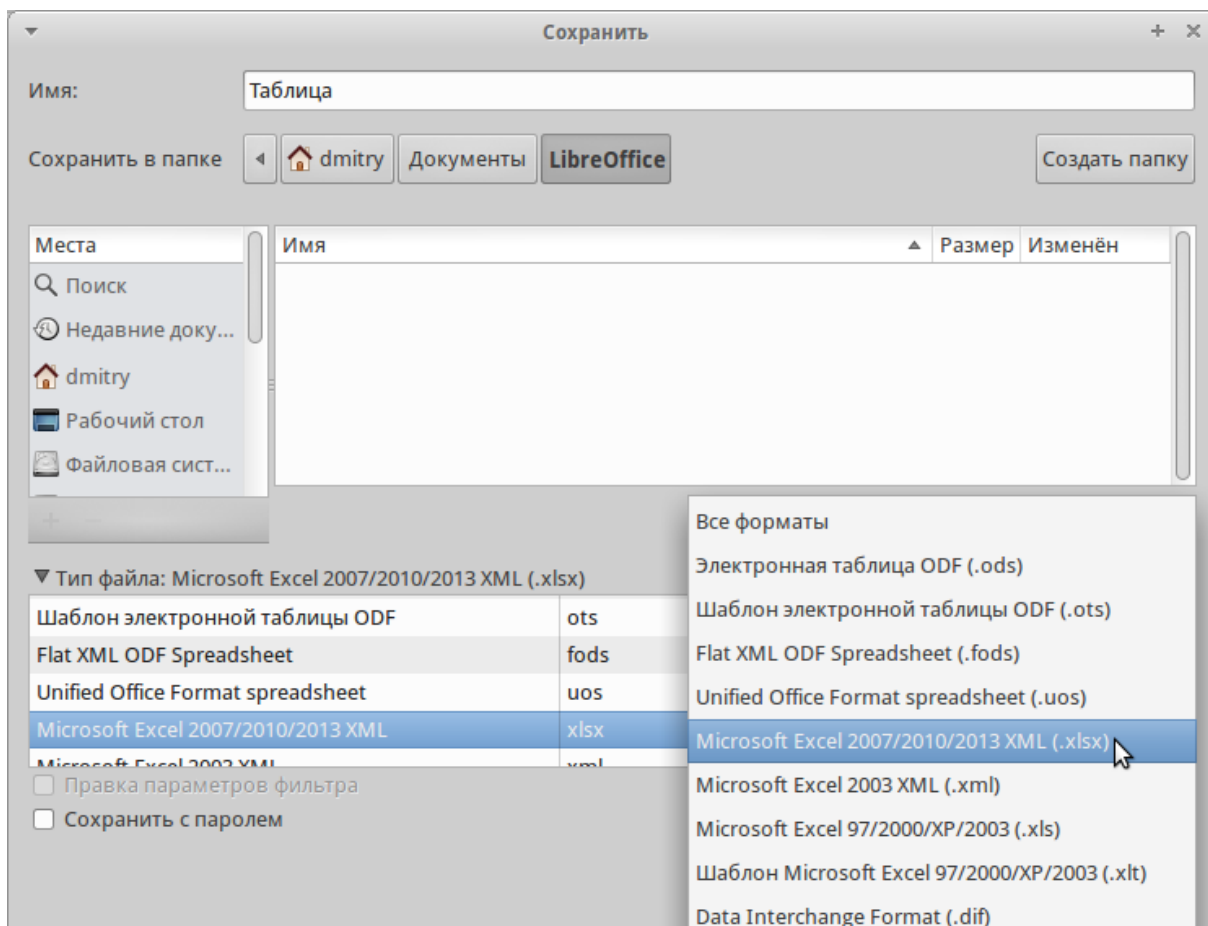 Сохранить
Имя: Таблица
Сохранить в папке dmitry Документы LibreOffice Создать папку
Места
Поиск
Недавние доку...
dmitry
Рабочий стол
Файловая сист...
Имя Размер Изменён
Тип файла: Microsoft Excel 2007/2010/2013 XML (.xlsx)
Шаблон электронной таблицы ODF ots
Flat XML ODF Spreadsheet fods
Unified Office Format spreadsheet uos
Microsoft Excel 2007/2010/2013 XML xlsx
Microsoft Excel 2003 XML xml
Правка параметров фильтра
Сохранить с паролем
Все форматы
Электронная таблица ODF (.ods)
Шаблон электронной таблицы ODF (.ots)
Flat XML ODF Spreadsheet (.fods)
Unified Office Format spreadsheet (.uos)
Microsoft Excel 2007/2010/2013 XML (.xlsx)
Microsoft Excel 2003 XML (.xml)
Microsoft Excel 97/2000/XP/2003 (.xls)
Шаблон Microsoft Excel 97/2000/XP/2003 (.xlt)
Data Interchange Format (.dif)